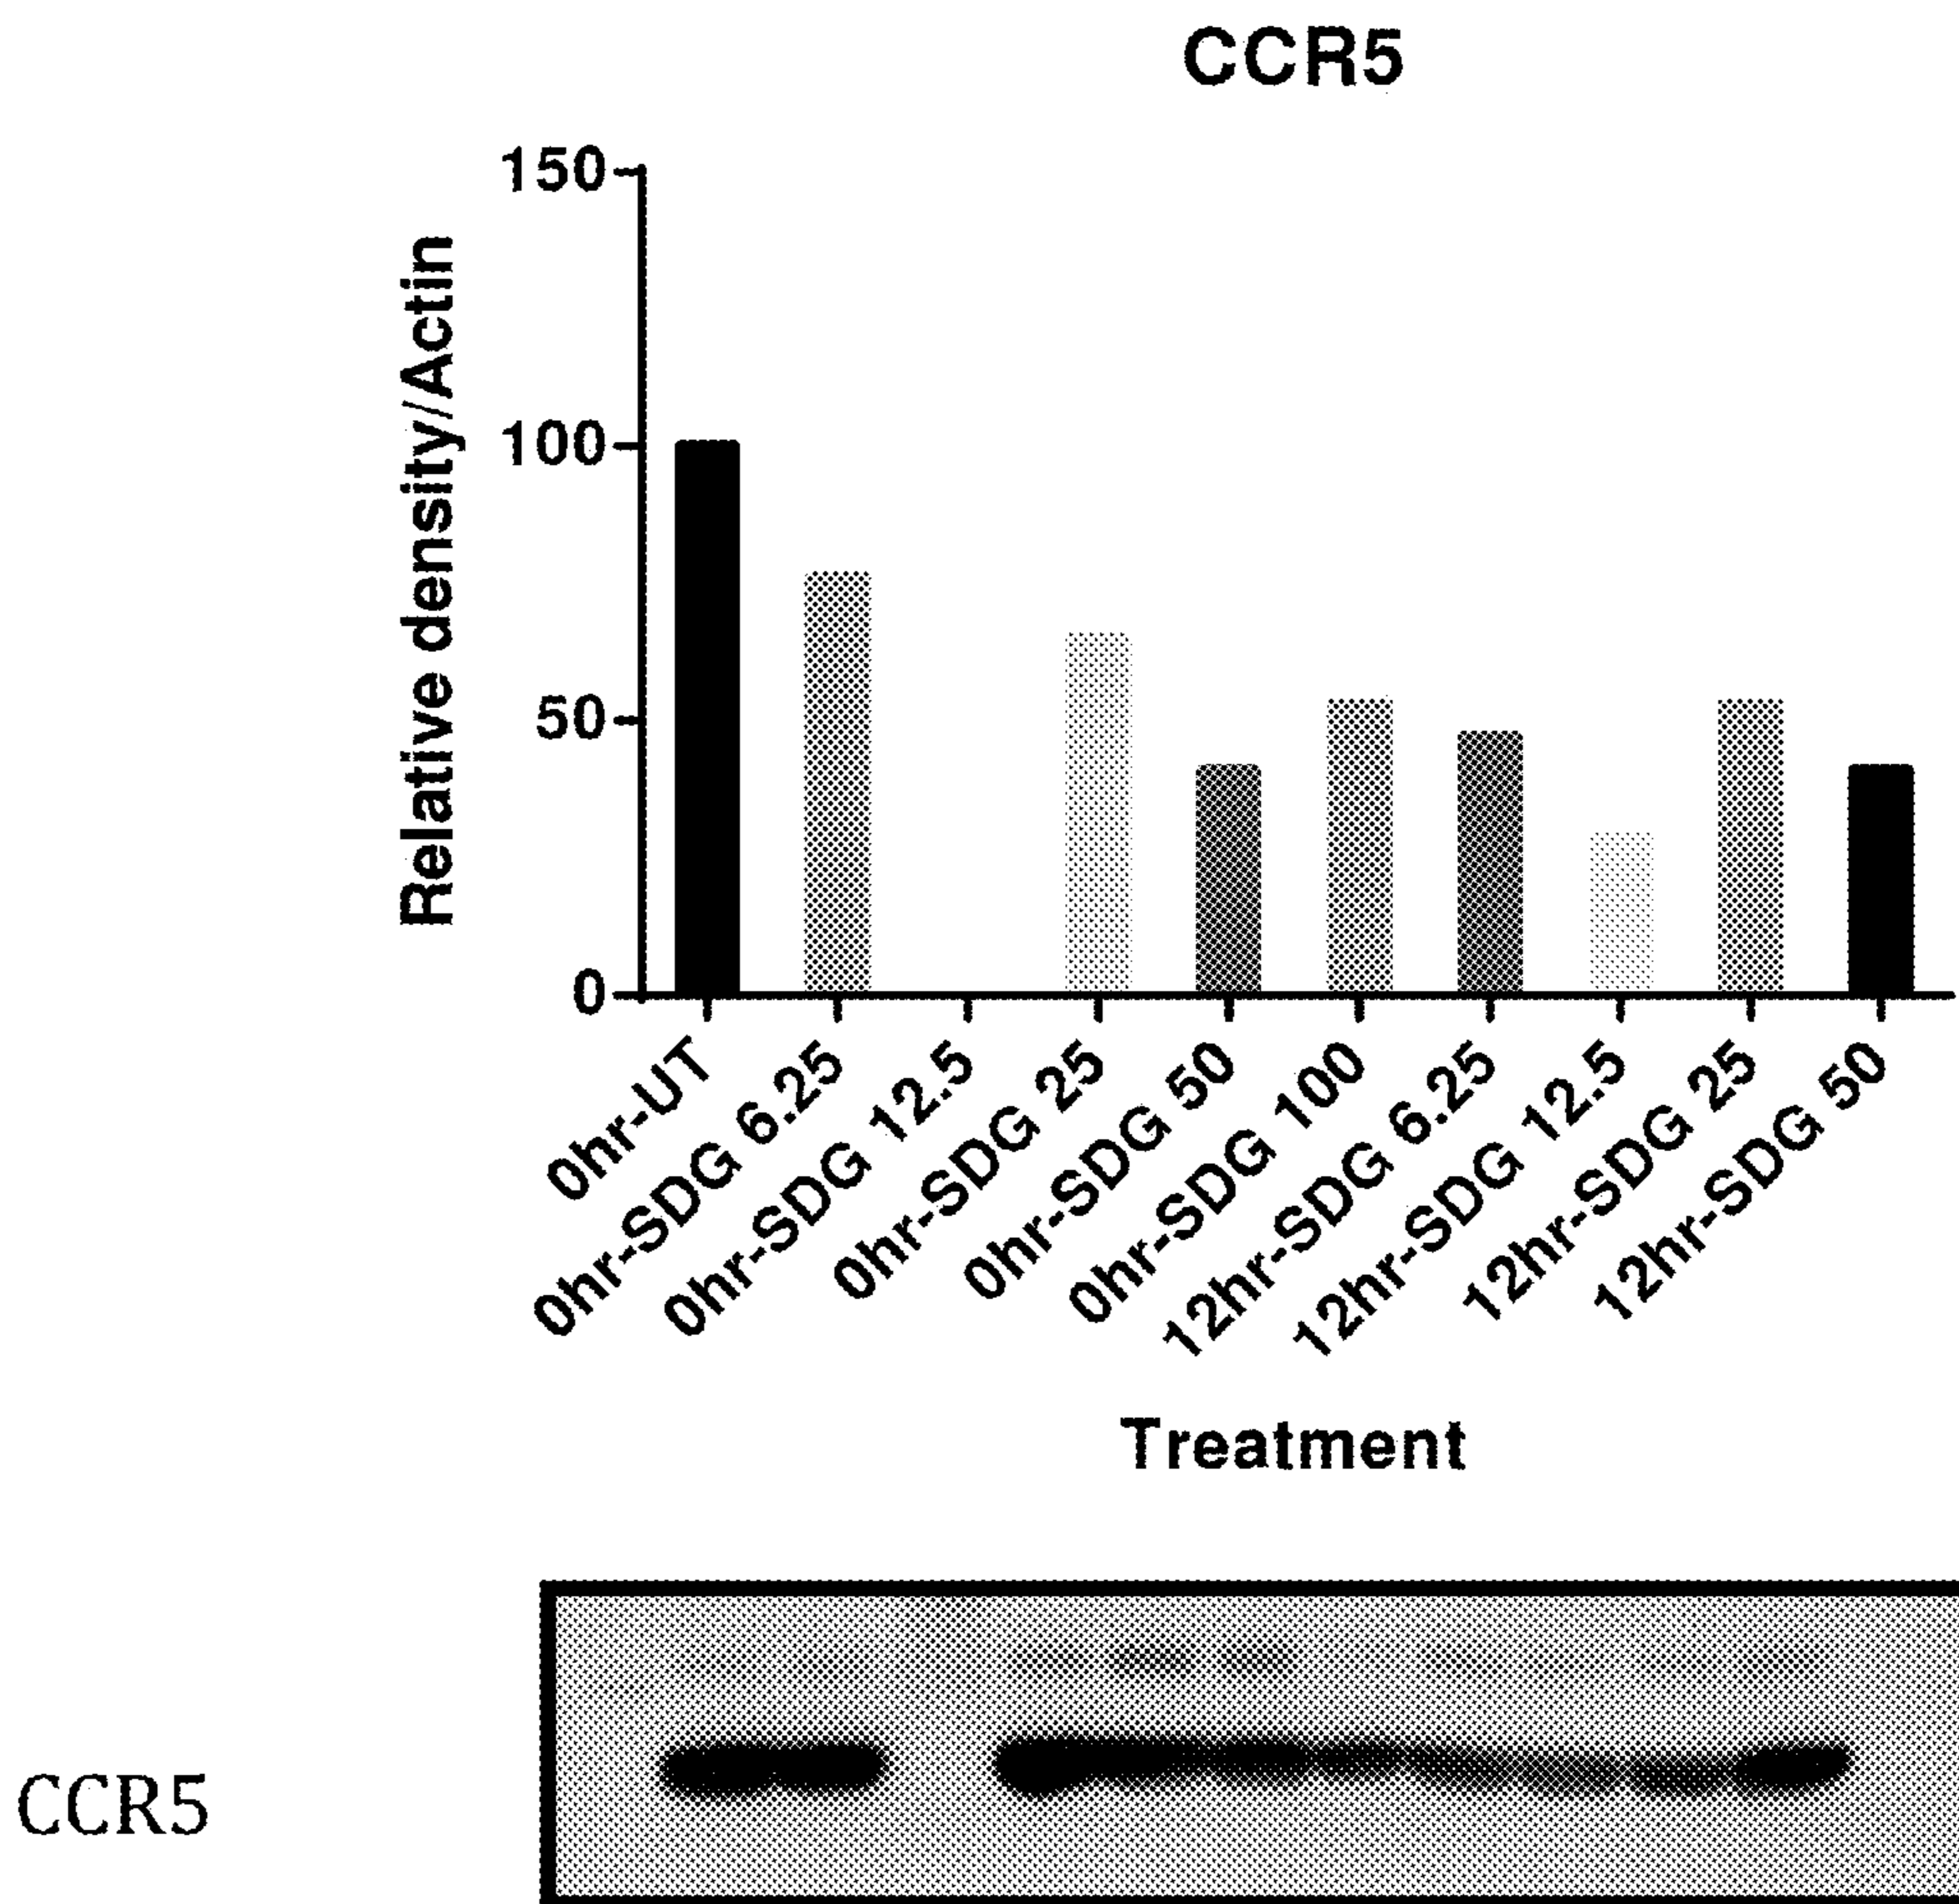 CCR5
150
100
50
0
Relative density/Actin
0hr-UT
0hr-SDG 6.25
0hr-SDG 12.5
0hr-SDG 25
0hr-SDG 50
0hr-SDG 100
12hr-SDG 6.25
12hr-SDG 12.5
12hr-SDG 25
12hr-SDG 50
Treatment
CCR5